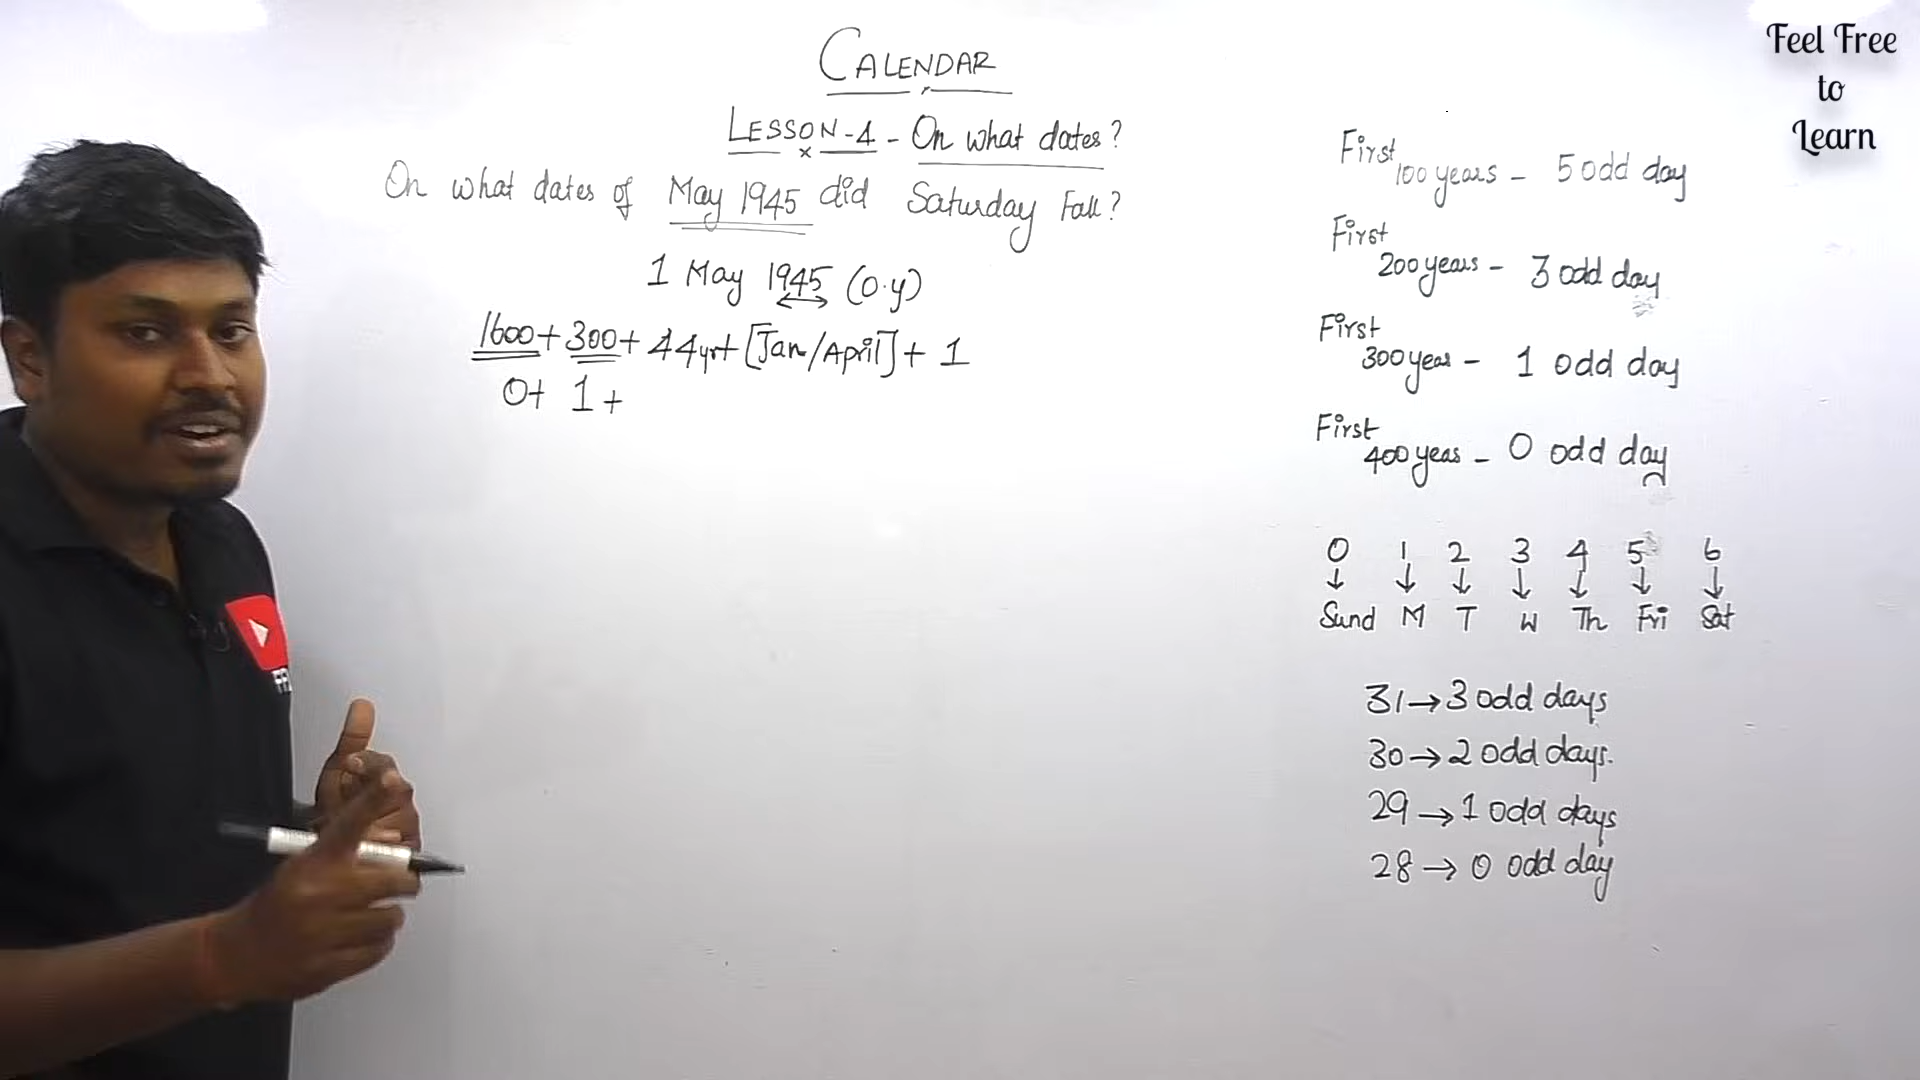 CALENDAR
LESSON-4 - On what dates?
On what dates of May 1945 did Saturday Fall?
1 May 1945 (O.y)
1600 + 300 + 44yr + [Jan/April] + 1
0 + 1 +
Feel Free
to
Learn
First
100 years - 5 odd day
First
200 years - 3 odd day
First
300 year - 1 odd day
First
400 yeas - 0 odd day
0 1 2 3 4 5 6
↓ ↓ ↓ ↓ ↓ ↓ ↓
Sund M T W Th Fri Sat
31 → 3 odd days
30 → 2 odd days.
29 → 1 odd days
28 → 0 odd day